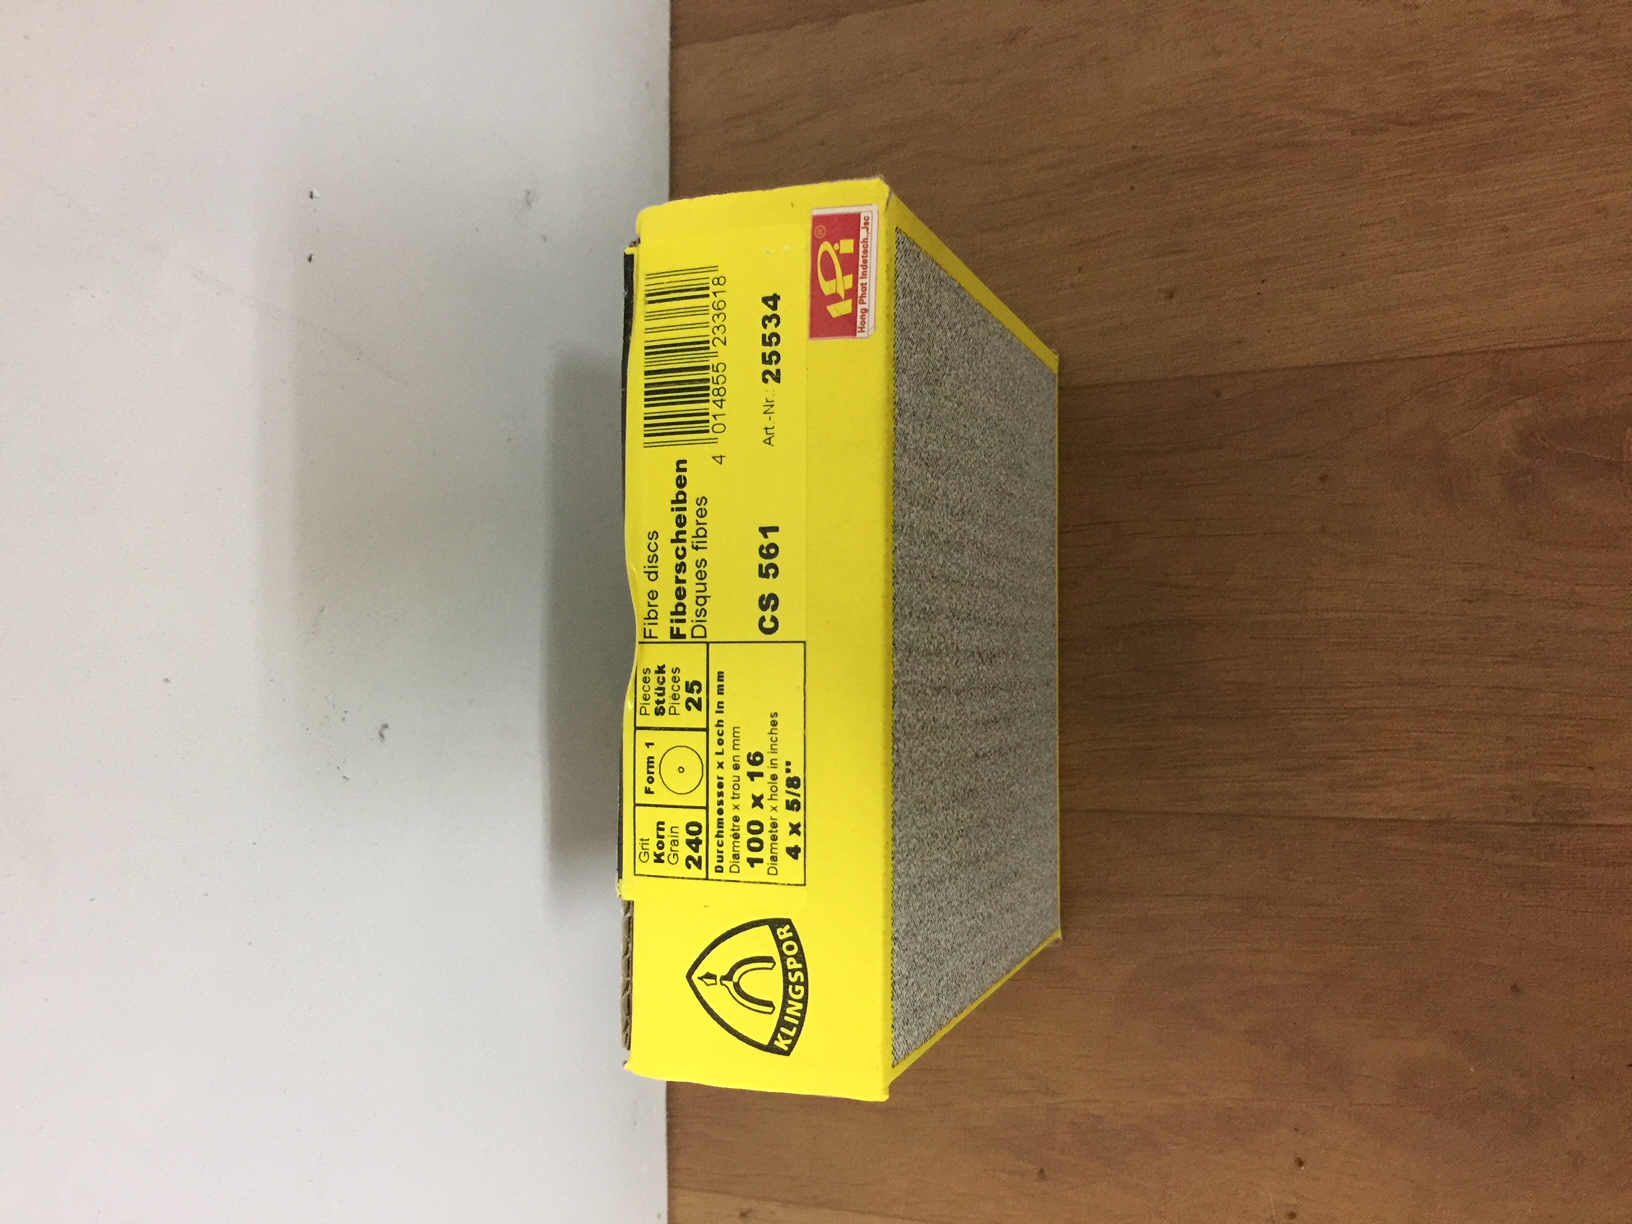 KLINGSPOR
Grit
Korn
Grain
240
Form 1
Pieces
Stück
Pièces
25
Durchmesser x Loch in mm
Diamètre x trou en mm
100 x 16
Diameter x hole in inches
4 x 5/8"
Fibre discs
Fiberscheiben
Disques fibres
CS 561
4 014855 233618
Art.-Nr.: 25534
HPi®
Hong Phat Indetech.,Jsc